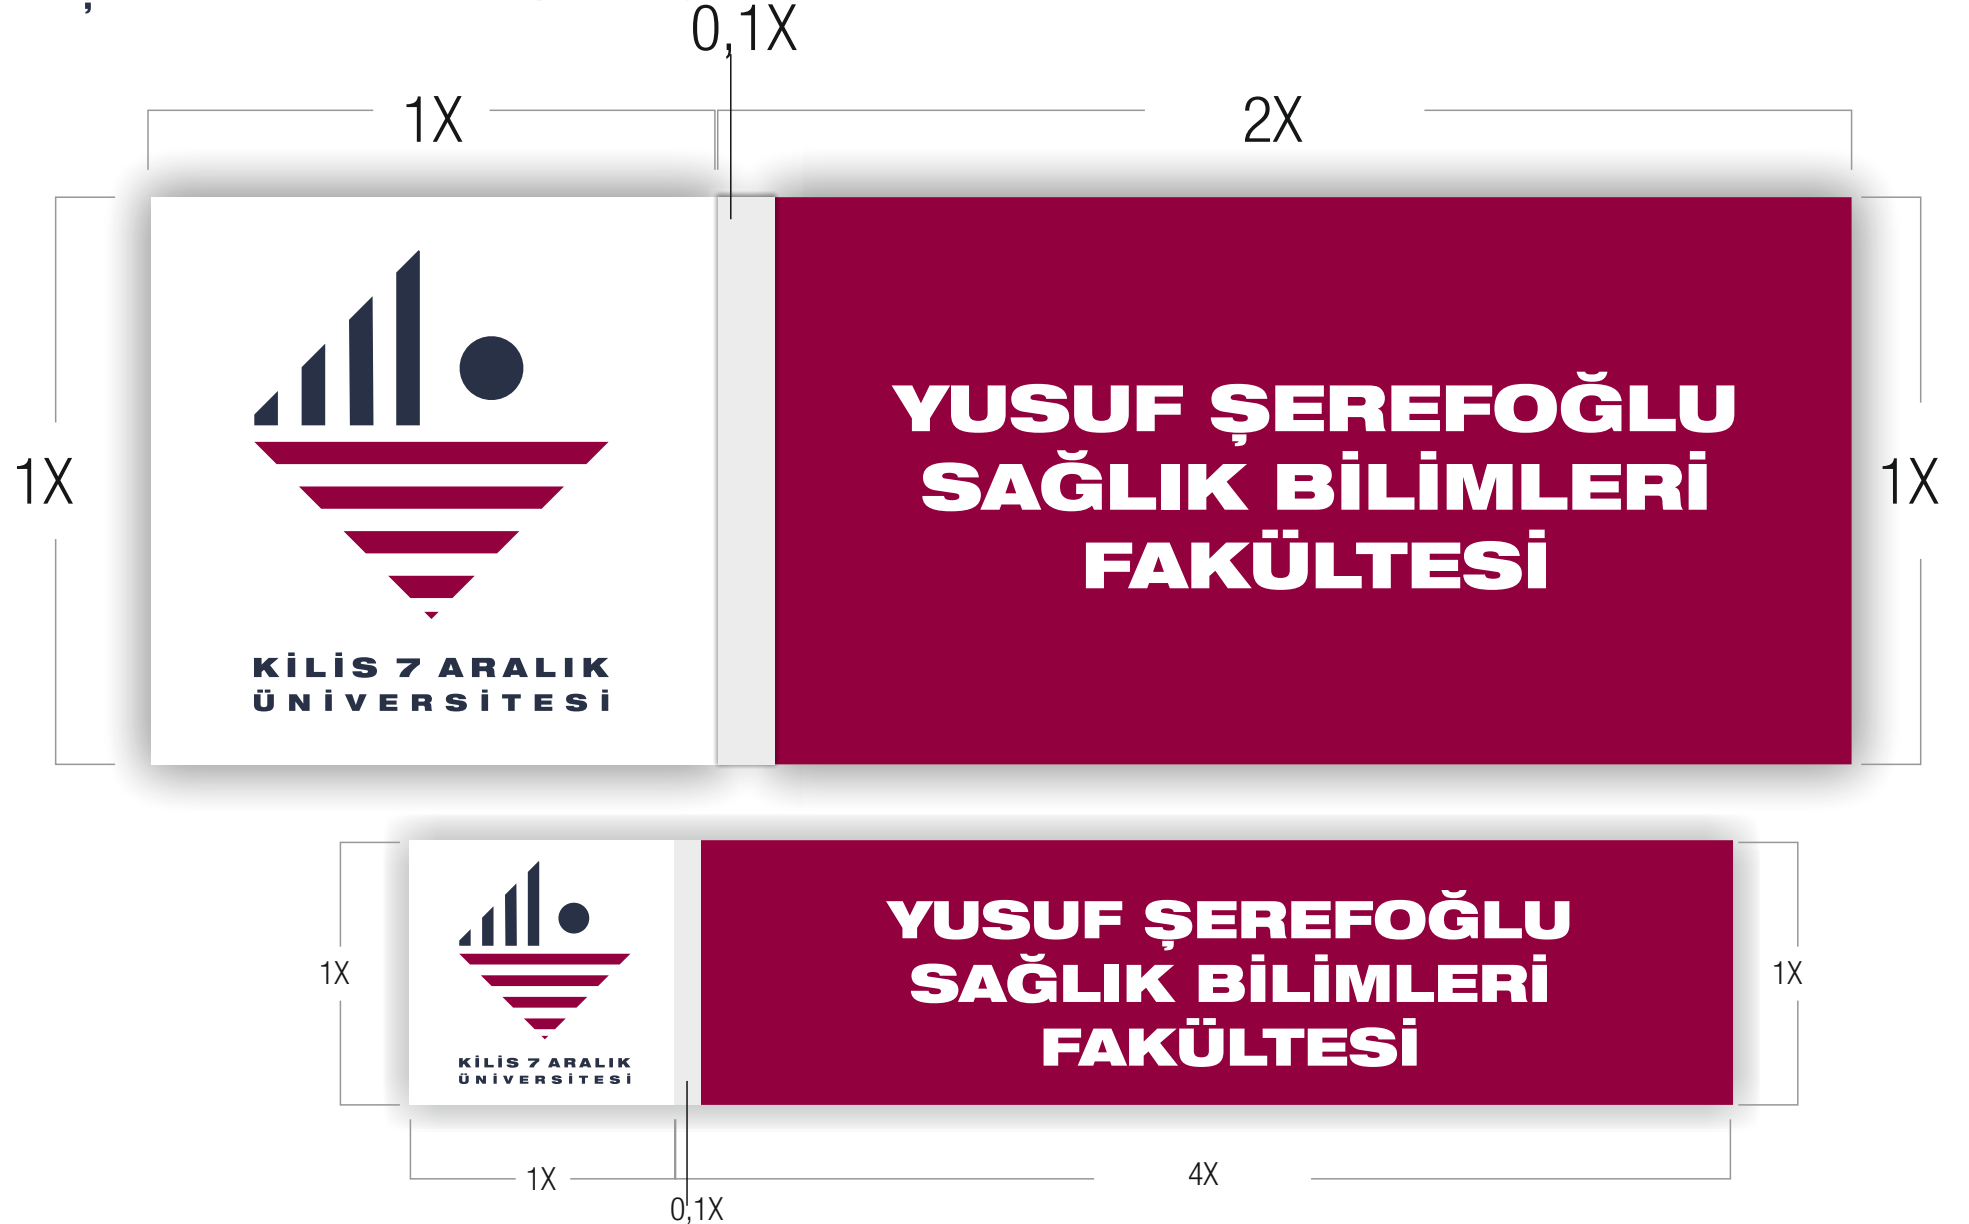 0,1X
1X
2X
1X
KİLİS 7 ARALIK
ÜNİVERSİTESİ
YUSUF ŞEREFOĞLU
SAĞLIK BİLİMLERİ
FAKÜLTESİ
1X
1X
KİLİS 7 ARALIK
ÜNİVERSİTESİ
YUSUF ŞEREFOĞLU
SAĞLIK BİLİMLERİ
FAKÜLTESİ
1X
1X
0,1X
4X